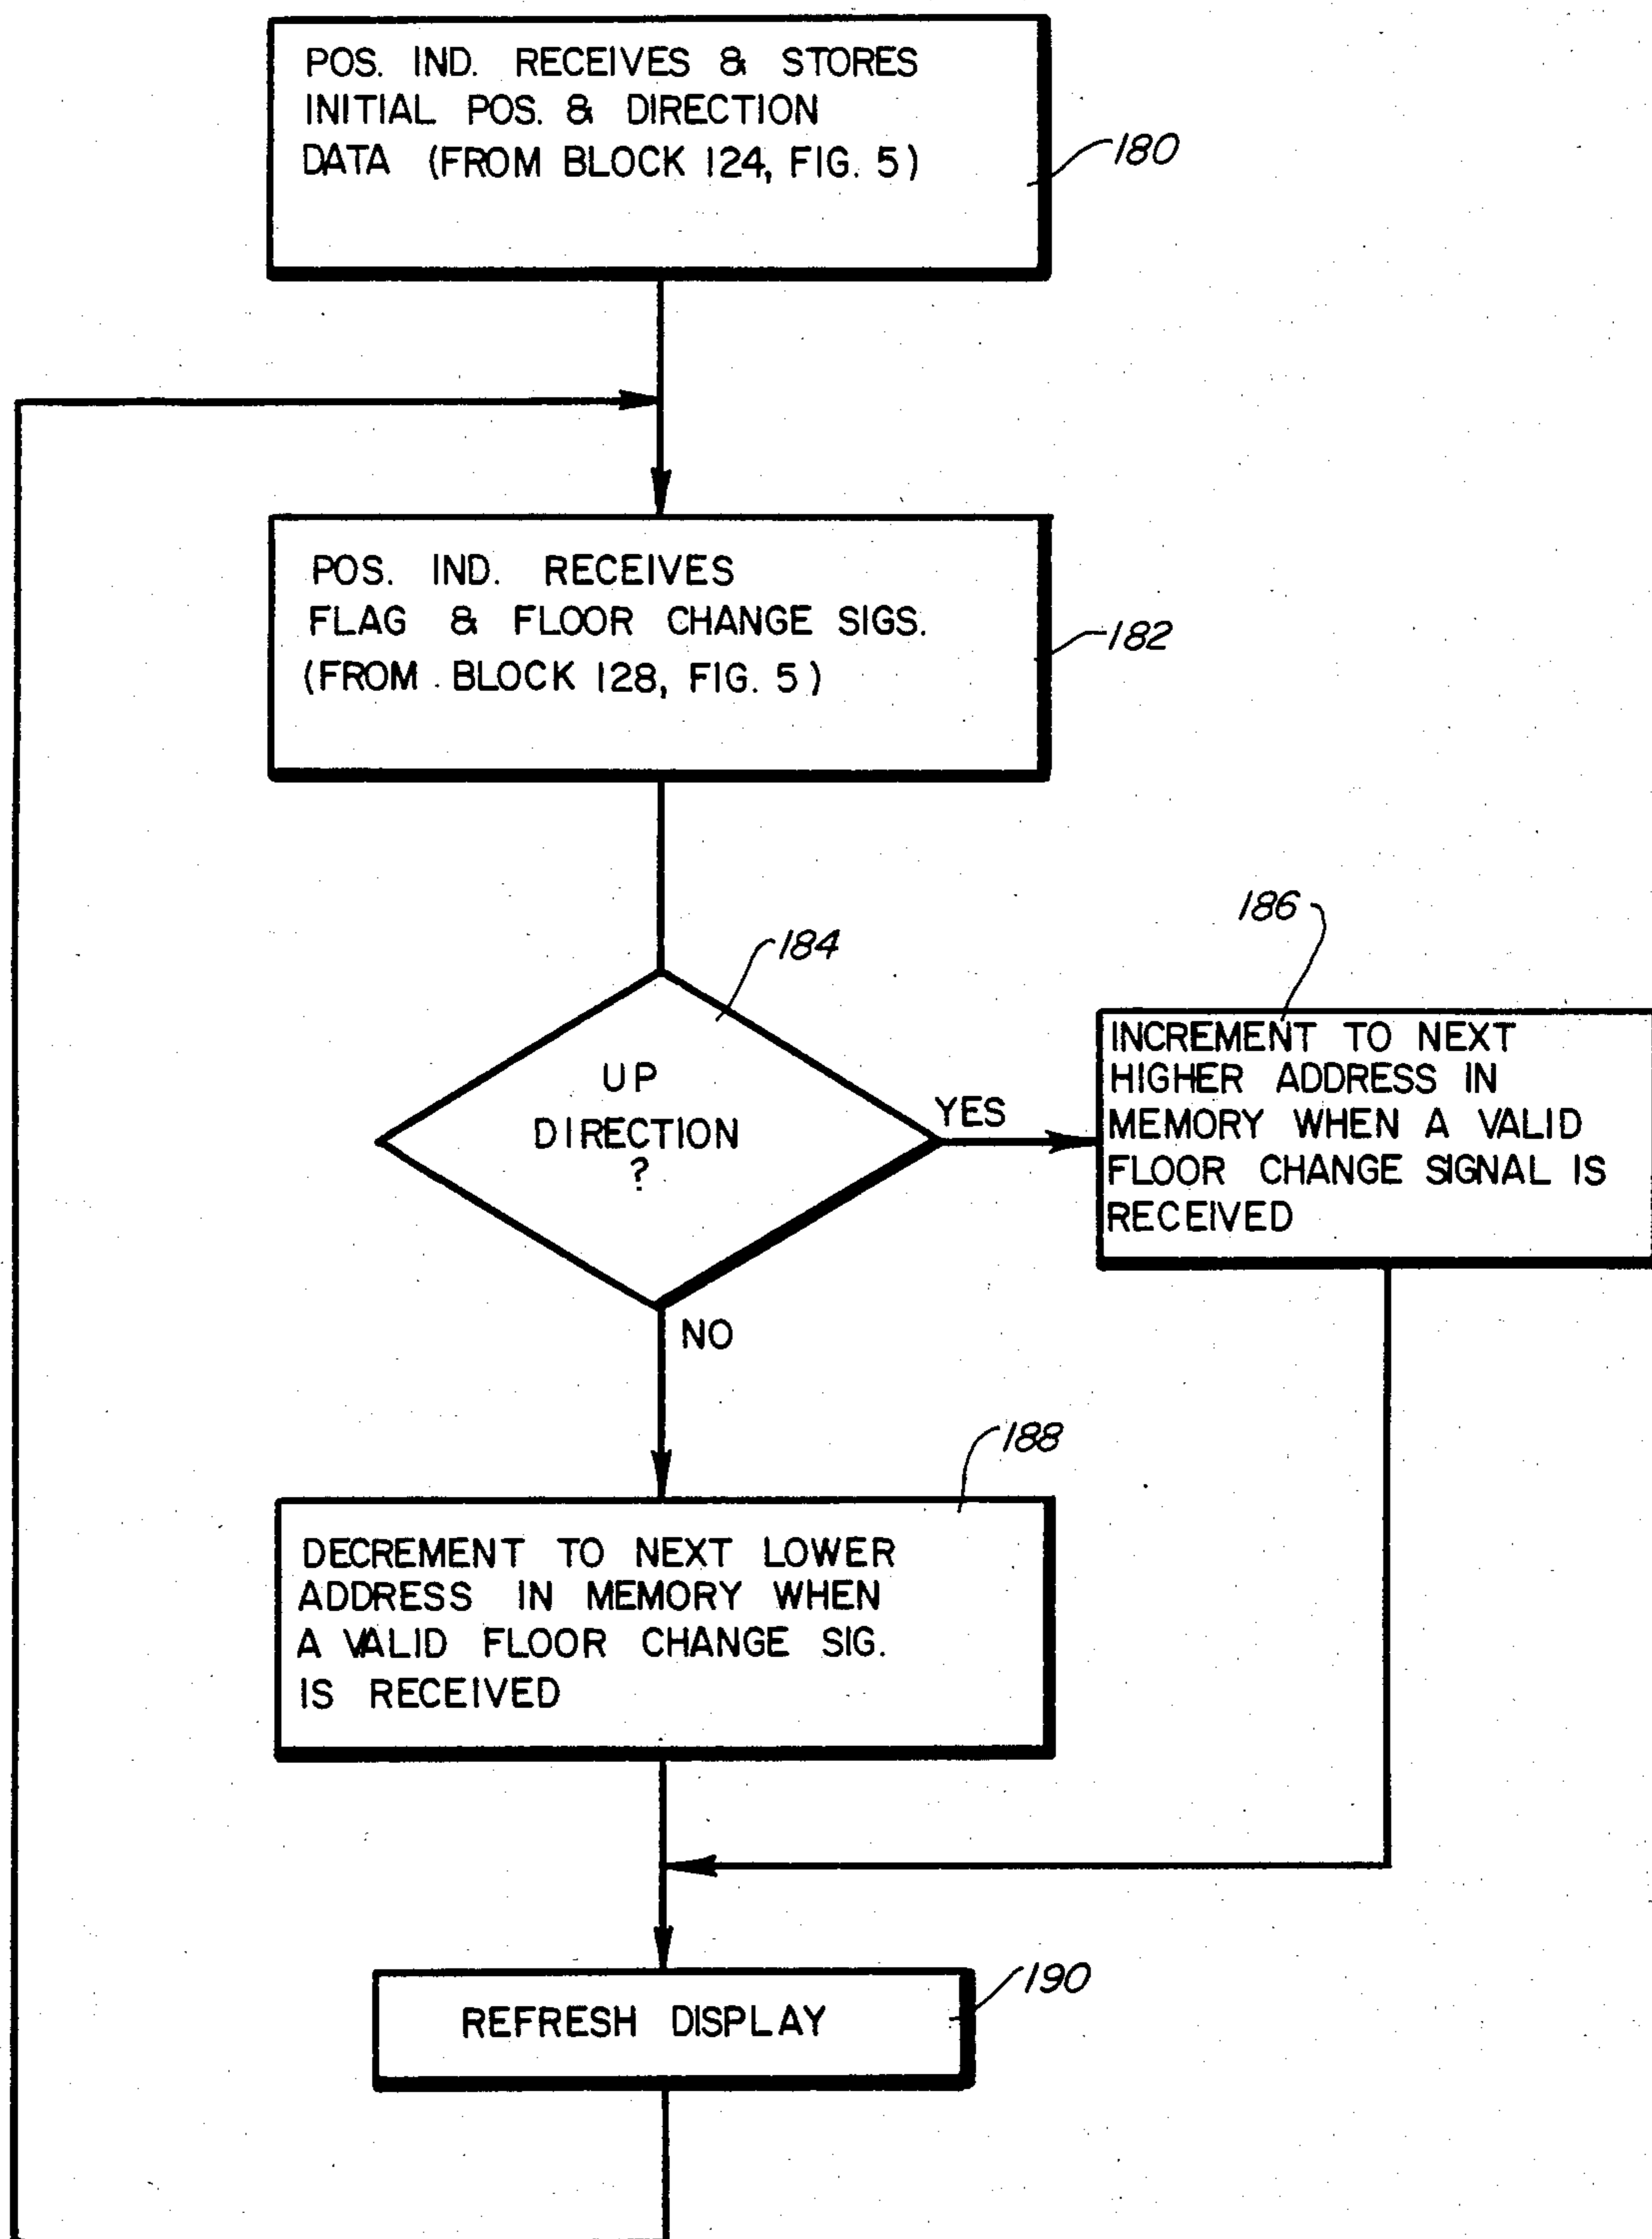 POS. IND. RECEIVES & STORES
INITIAL POS. & DIRECTION
DATA (FROM BLOCK 124, FIG. 5)
180
POS. IND. RECEIVES
FLAG & FLOOR CHANGE SIGS.
(FROM BLOCK 128, FIG. 5)
182
184
UP
DIRECTION
?
YES
NO
186
INCREMENT TO NEXT
HIGHER ADDRESS IN
MEMORY WHEN A VALID
FLOOR CHANGE SIGNAL IS
RECEIVED
188
DECREMENT TO NEXT LOWER
ADDRESS IN MEMORY WHEN
A VALID FLOOR CHANGE SIG.
IS RECEIVED
190
REFRESH DISPLAY